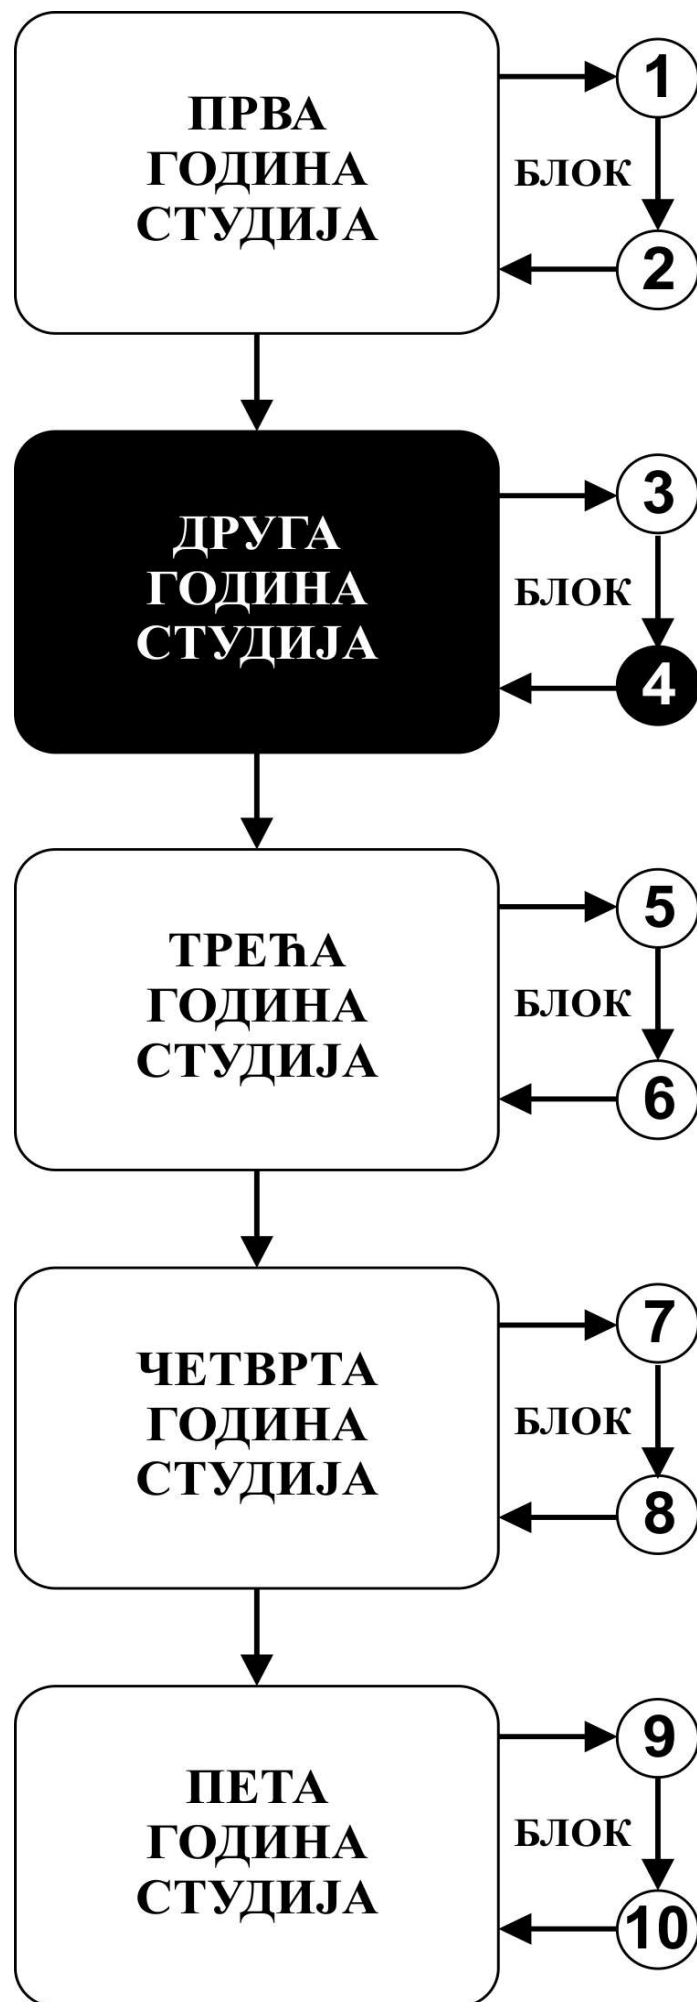 ПРВА
ГОДИНА
СТУДИЈА
1
БЛОК
2
ДРУГА
ГОДИНА
СТУДИЈА
3
БЛОК
4
ТРЕЋА
ГОДИНА
СТУДИЈА
5
БЛОК
6
ЧЕТВРТА
ГОДИНА
СТУДИЈА
7
БЛОК
8
ПЕТА
ГОДИНА
СТУДИЈА
9
БЛОК
10